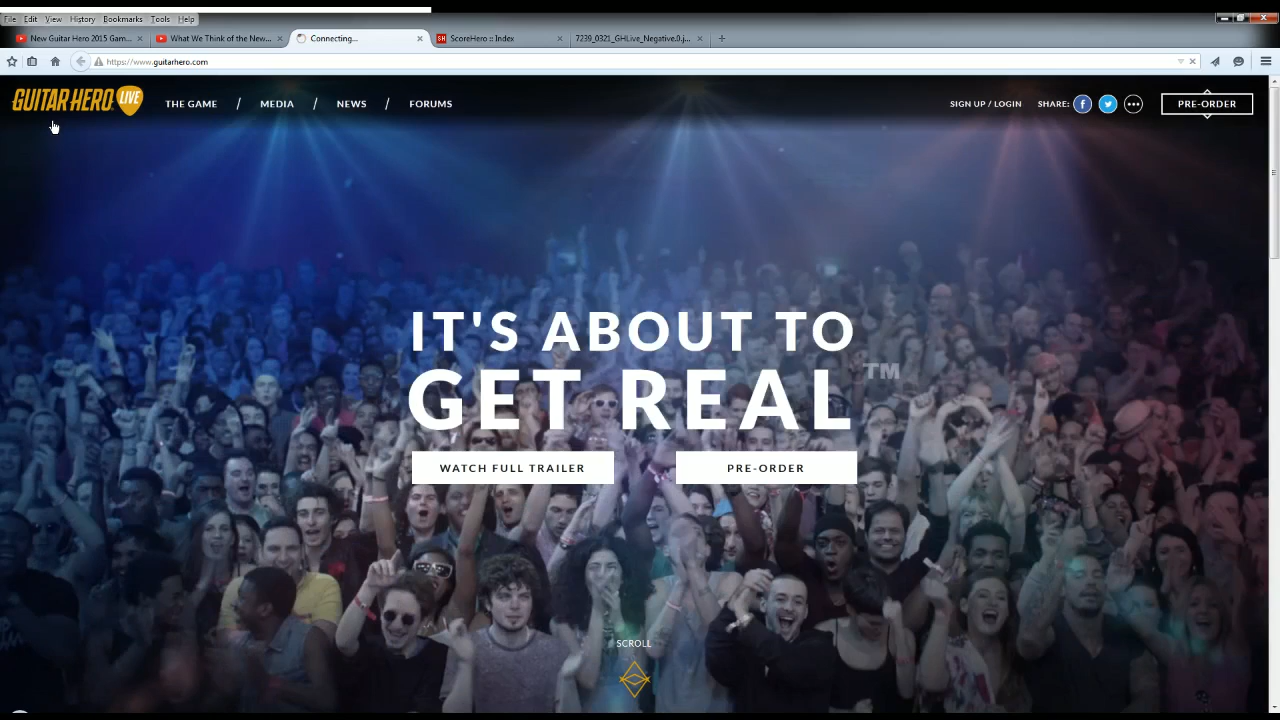 File Edit View History Bookmarks Tools Help
New Guitar Hero 2015 Gam...
What We Think of the New...
Connecting...
SH ScoreHero :: Index
7239_0321_GHLive_Negative.0.j...
https://www.guitarhero.com
GUITAR HERO LIVE
THE GAME / MEDIA / NEWS / FORUMS
SIGN UP / LOGIN
SHARE:
PRE-ORDER
IT'S ABOUT TO
GET REAL™
WATCH FULL TRAILER
PRE-ORDER
SCROLL